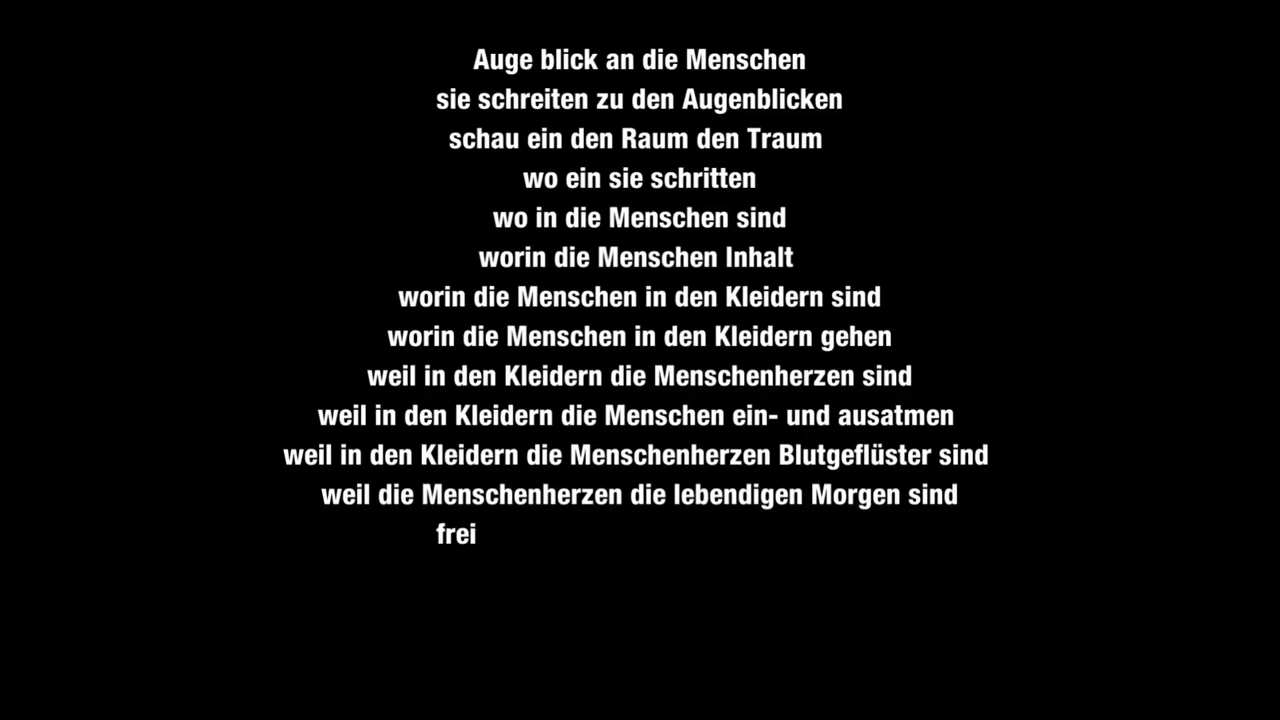 Auge blick an die Menschen
sie schreiten zu den Augenblicken
schau ein den Raum den Traum
wo ein sie schritten
wo in die Menschen sind
worin die Menschen Inhalt
worin die Menschen in den Kleidern sind
worin die Menschen in den Kleidern gehen
weil in den Kleidern die Menschenherzen sind
weil in den Kleidern die Menschen ein- und ausatmen
weil in den Kleidern die Menschenherzen Blutgeflüster sind
weil die Menschenherzen die lebendigen Morgen sind
frei